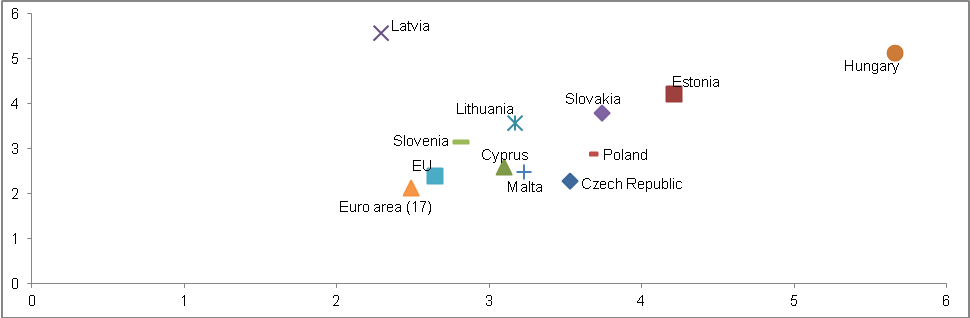 6
Latvia
5
Hungary
Estonia
4
Slovakia
Lithuania
3
Slovenia
Cyprus
Poland
EU
Malta
Czech Republic
2
Euro area (17)
1
0
0 1 2 3 4 5 6